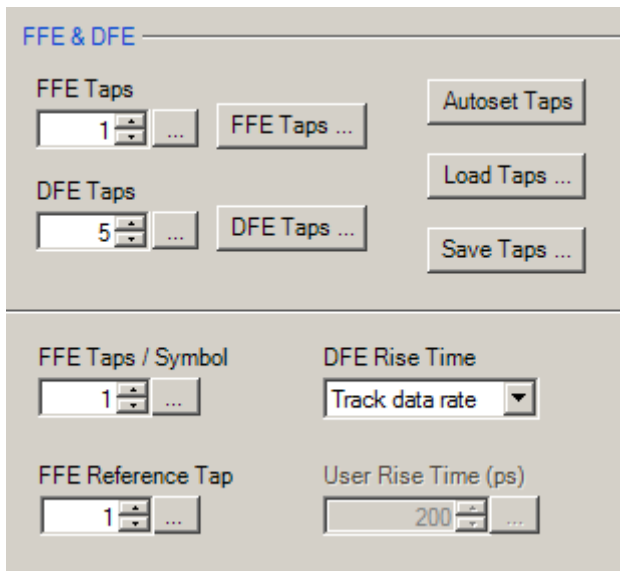 FFE & DFE
FFE Taps
1 ... FFE Taps ...
Autoset Taps
DFE Taps
5 ... DFE Taps ...
Load Taps ...
Save Taps ...
FFE Taps / Symbol
1 ...
DFE Rise Time
Track data rate
FFE Reference Tap
1 ...
User Rise Time (ps)
200 ...